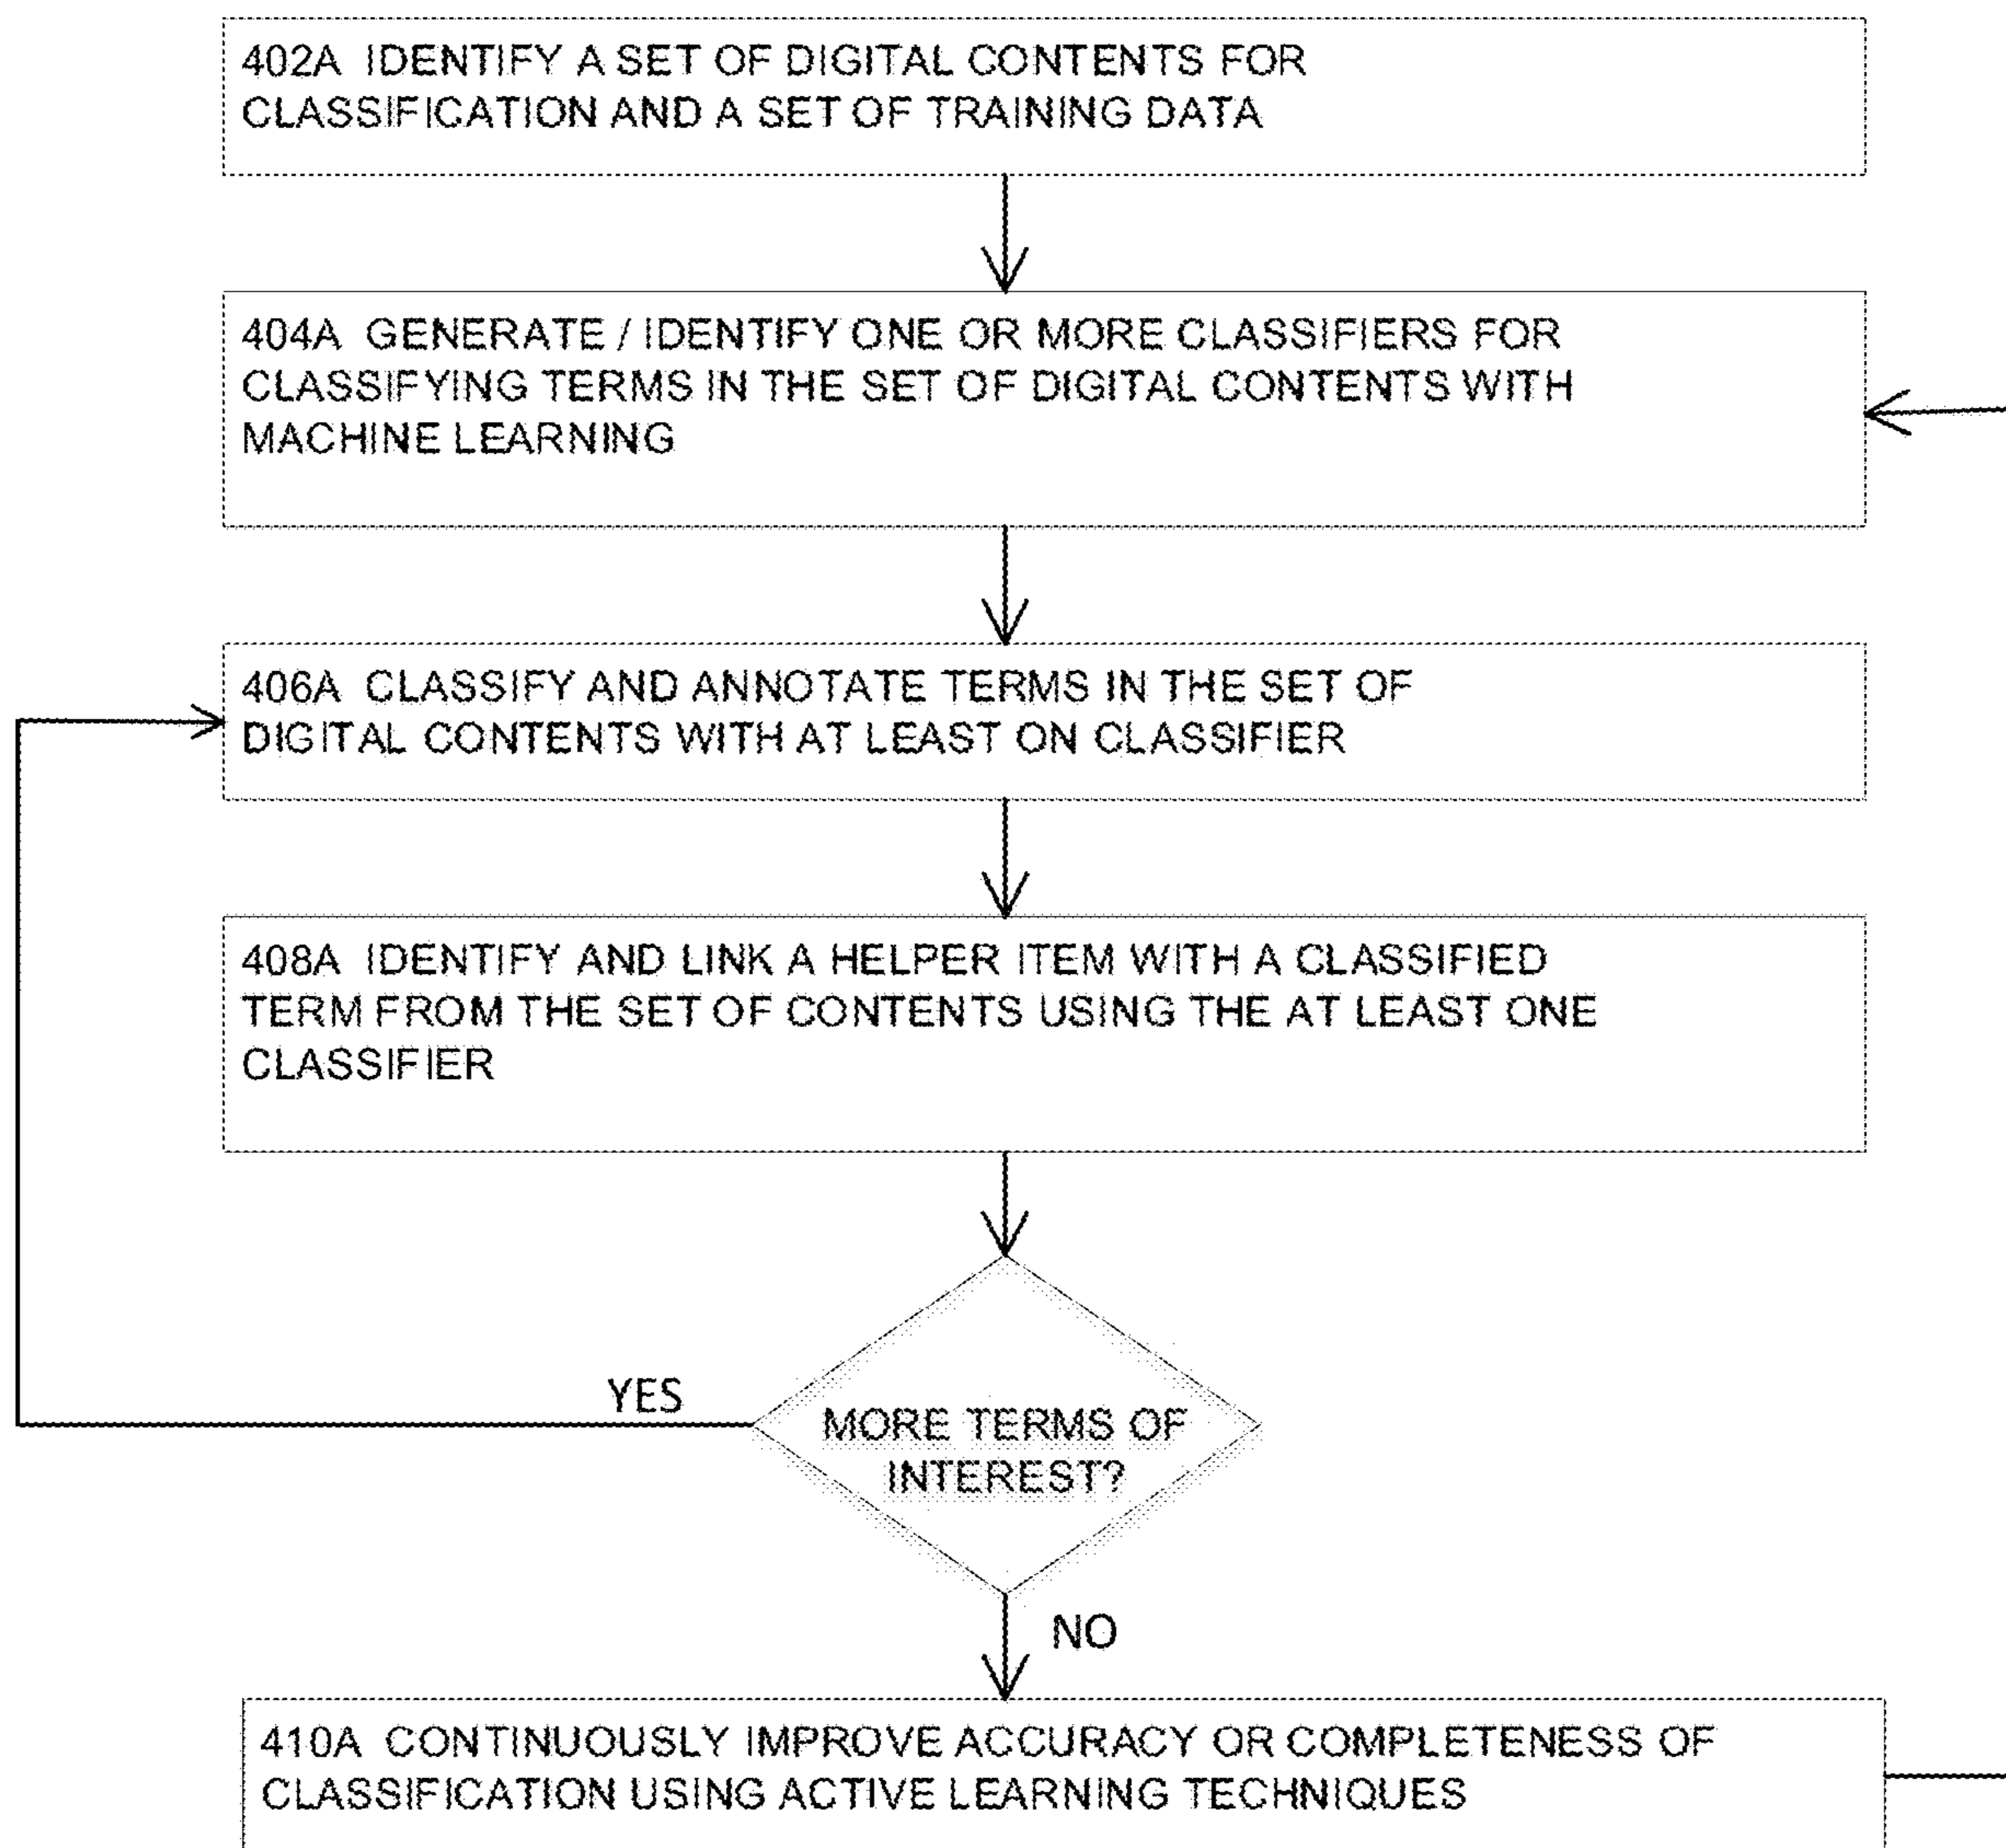 402A IDENTIFY A SET OF DIGITAL CONTENTS FOR
CLASSIFICATION AND A SET OF TRAINING DATA
404A GENERATE / IDENTIFY ONE OR MORE CLASSIFIERS FOR
CLASSIFYING TERMS IN THE SET OF DIGITAL CONTENTS WITH
MACHINE LEARNING
406A CLASSIFY AND ANNOTATE TERMS IN THE SET OF
DIGITAL CONTENTS WITH AT LEAST ON CLASSIFIER
408A IDENTIFY AND LINK A HELPER ITEM WITH A CLASSIFIED
TERM FROM THE SET OF CONTENTS USING THE AT LEAST ONE
CLASSIFIER
YES
MORE TERMS OF
INTEREST?
NO
410A CONTINUOUSLY IMPROVE ACCURACY OR COMPLETENESS OF
CLASSIFICATION USING ACTIVE LEARNING TECHNIQUES